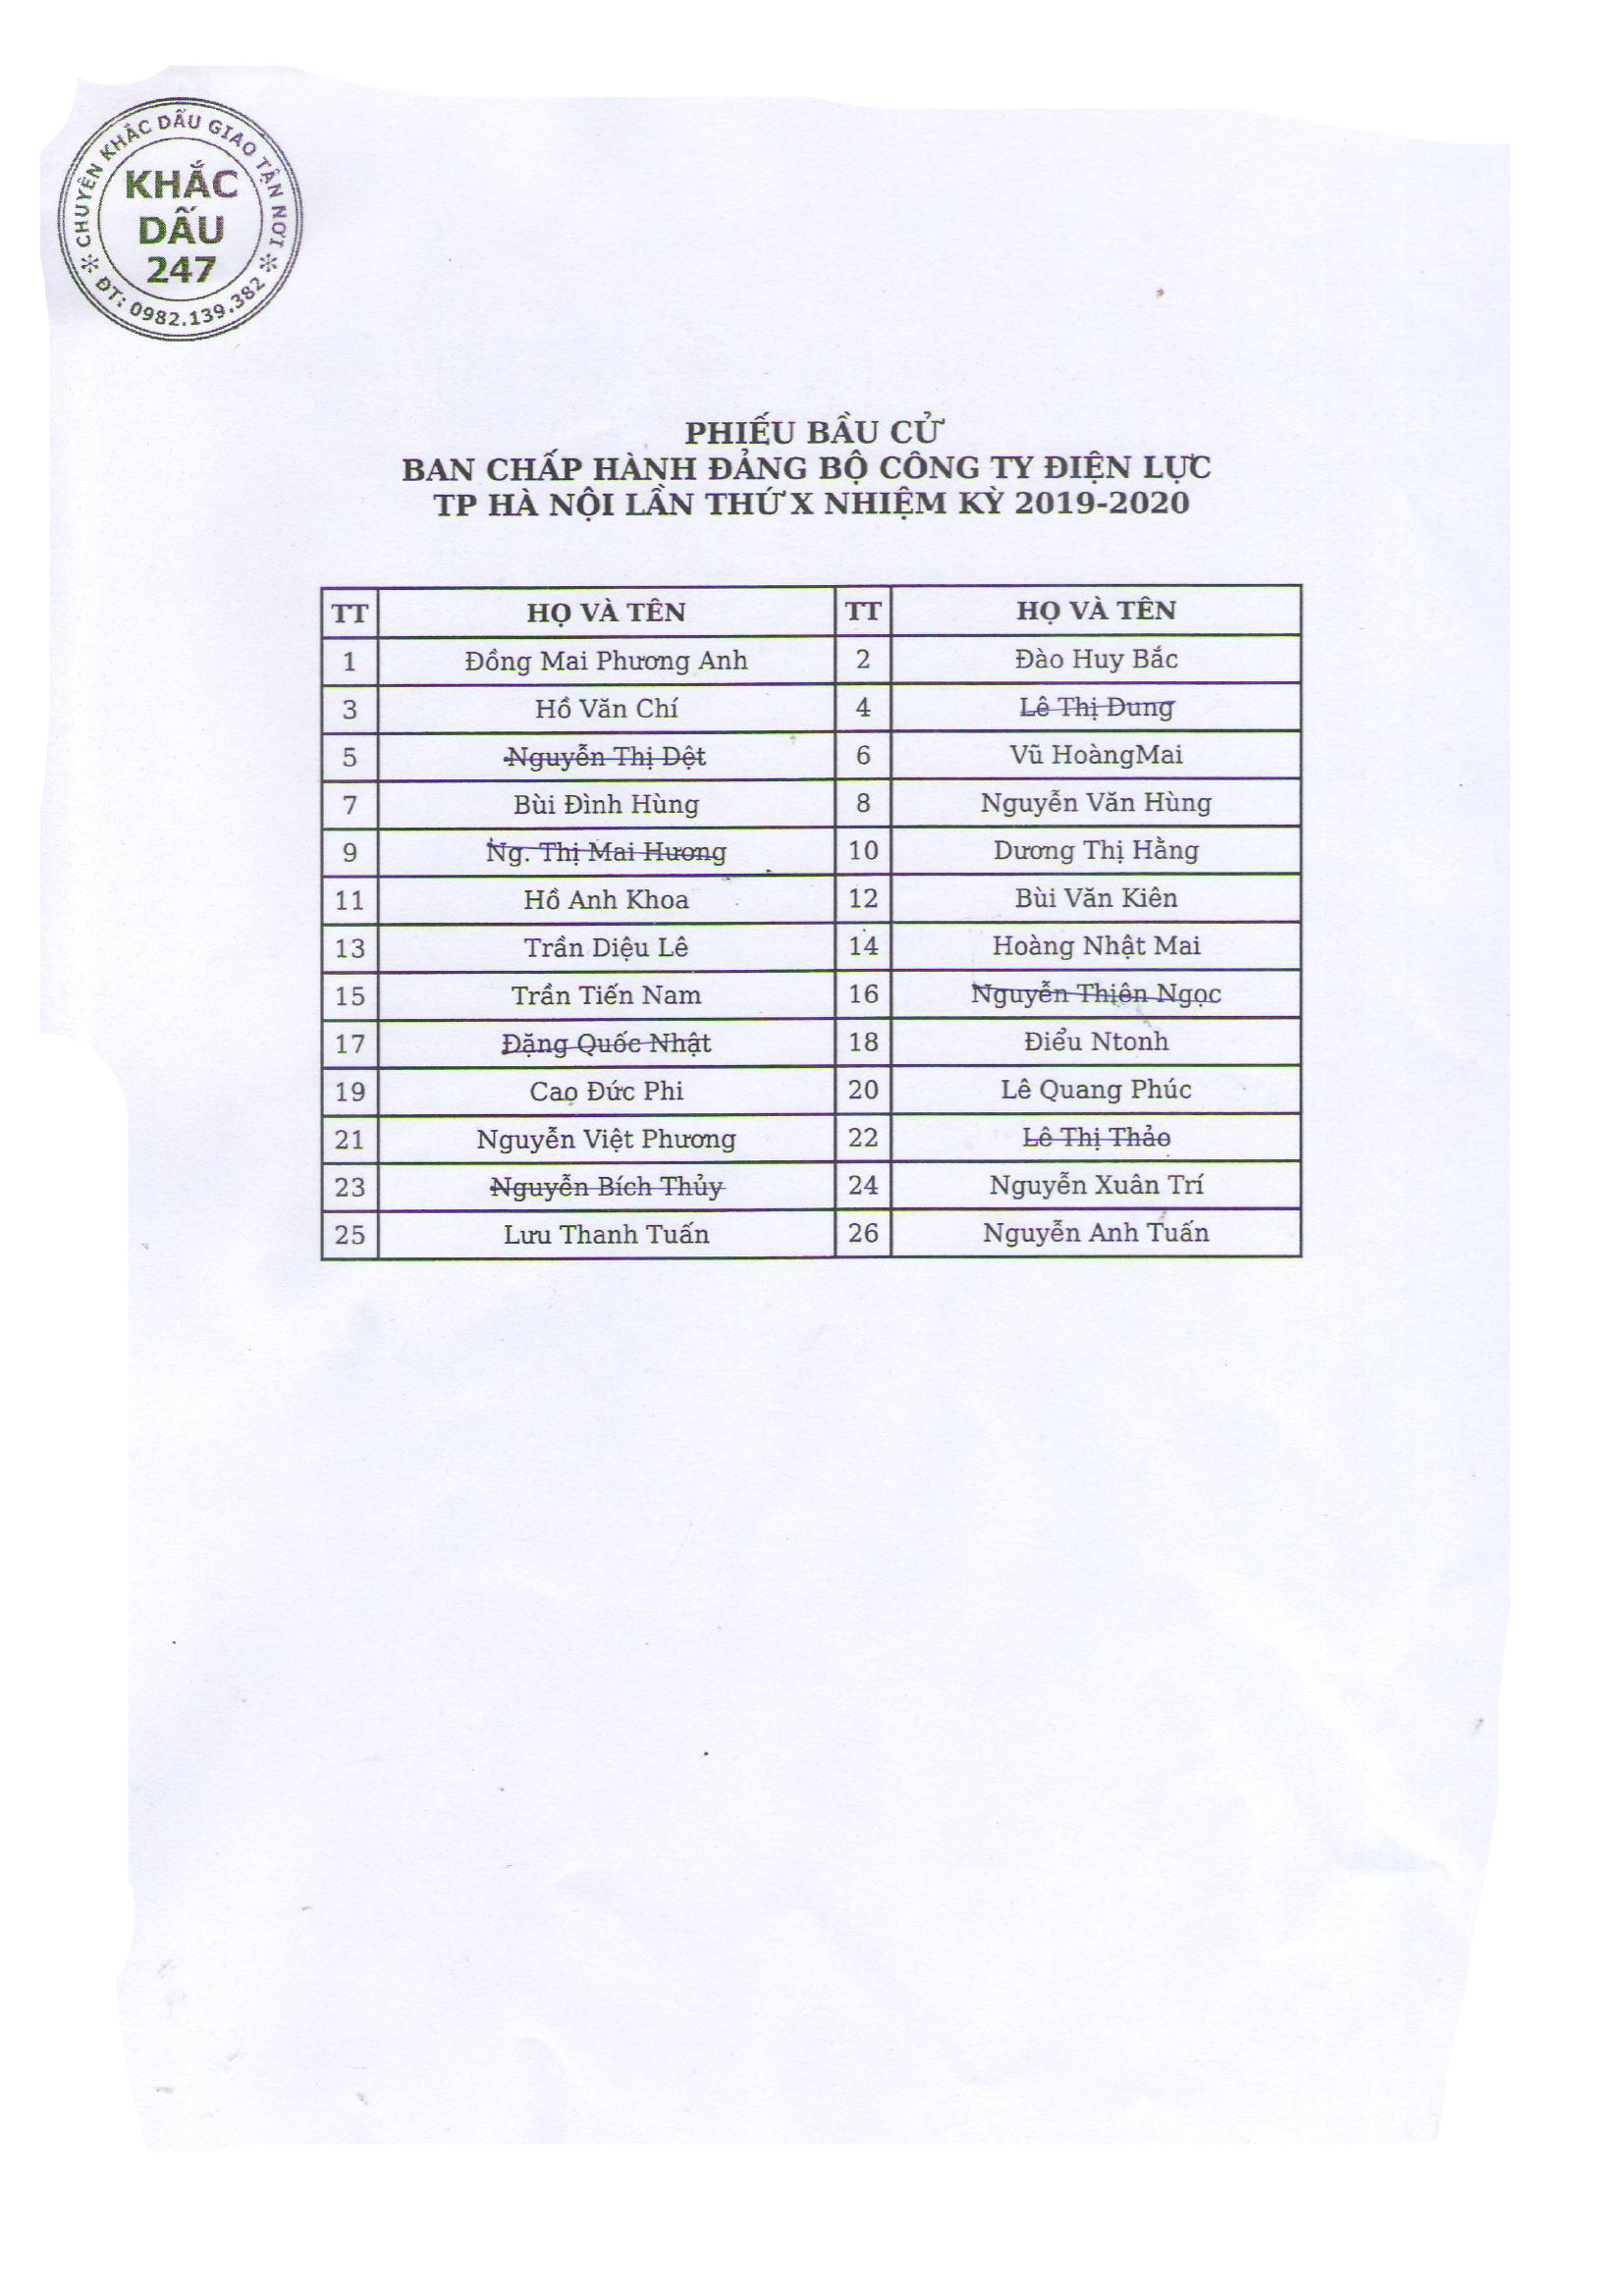 CHUYÊN KHẮC DẤU GIAO TẬN NƠI
KHẮC
DẤU
247
* ĐT: 0982.139.382 *
PHIẾU BẦU CỬ
BAN CHẤP HÀNH ĐẢNG BỘ CÔNG TY ĐIỆN LỰC
TP HÀ NỘI LẦN THỨ X NHIỆM KỲ 2019-2020
TT HỌ VÀ TÊN TT HỌ VÀ TÊN
1 Đồng Mai Phương Anh 2 Đào Huy Bắc
3 Hồ Văn Chí 4 Lê Thị Dung
5 Nguyễn Thị Dệt 6 Vũ HoàngMai
7 Bùi Đình Hùng 8 Nguyễn Văn Hùng
9 Ng. Thị Mai Hương 10 Dương Thị Hằng
11 Hồ Anh Khoa 12 Bùi Văn Kiên
13 Trần Diệu Lê 14 Hoàng Nhật Mai
15 Trần Tiến Nam 16 Nguyễn Thiên Ngọc
17 Đặng Quốc Nhật 18 Điểu Ntonh
19 Cao Đức Phi 20 Lê Quang Phúc
21 Nguyễn Việt Phương 22 Lê Thị Thảo
23 Nguyễn Bích Thủy 24 Nguyễn Xuân Trí
25 Lưu Thanh Tuấn 26 Nguyễn Anh Tuấn